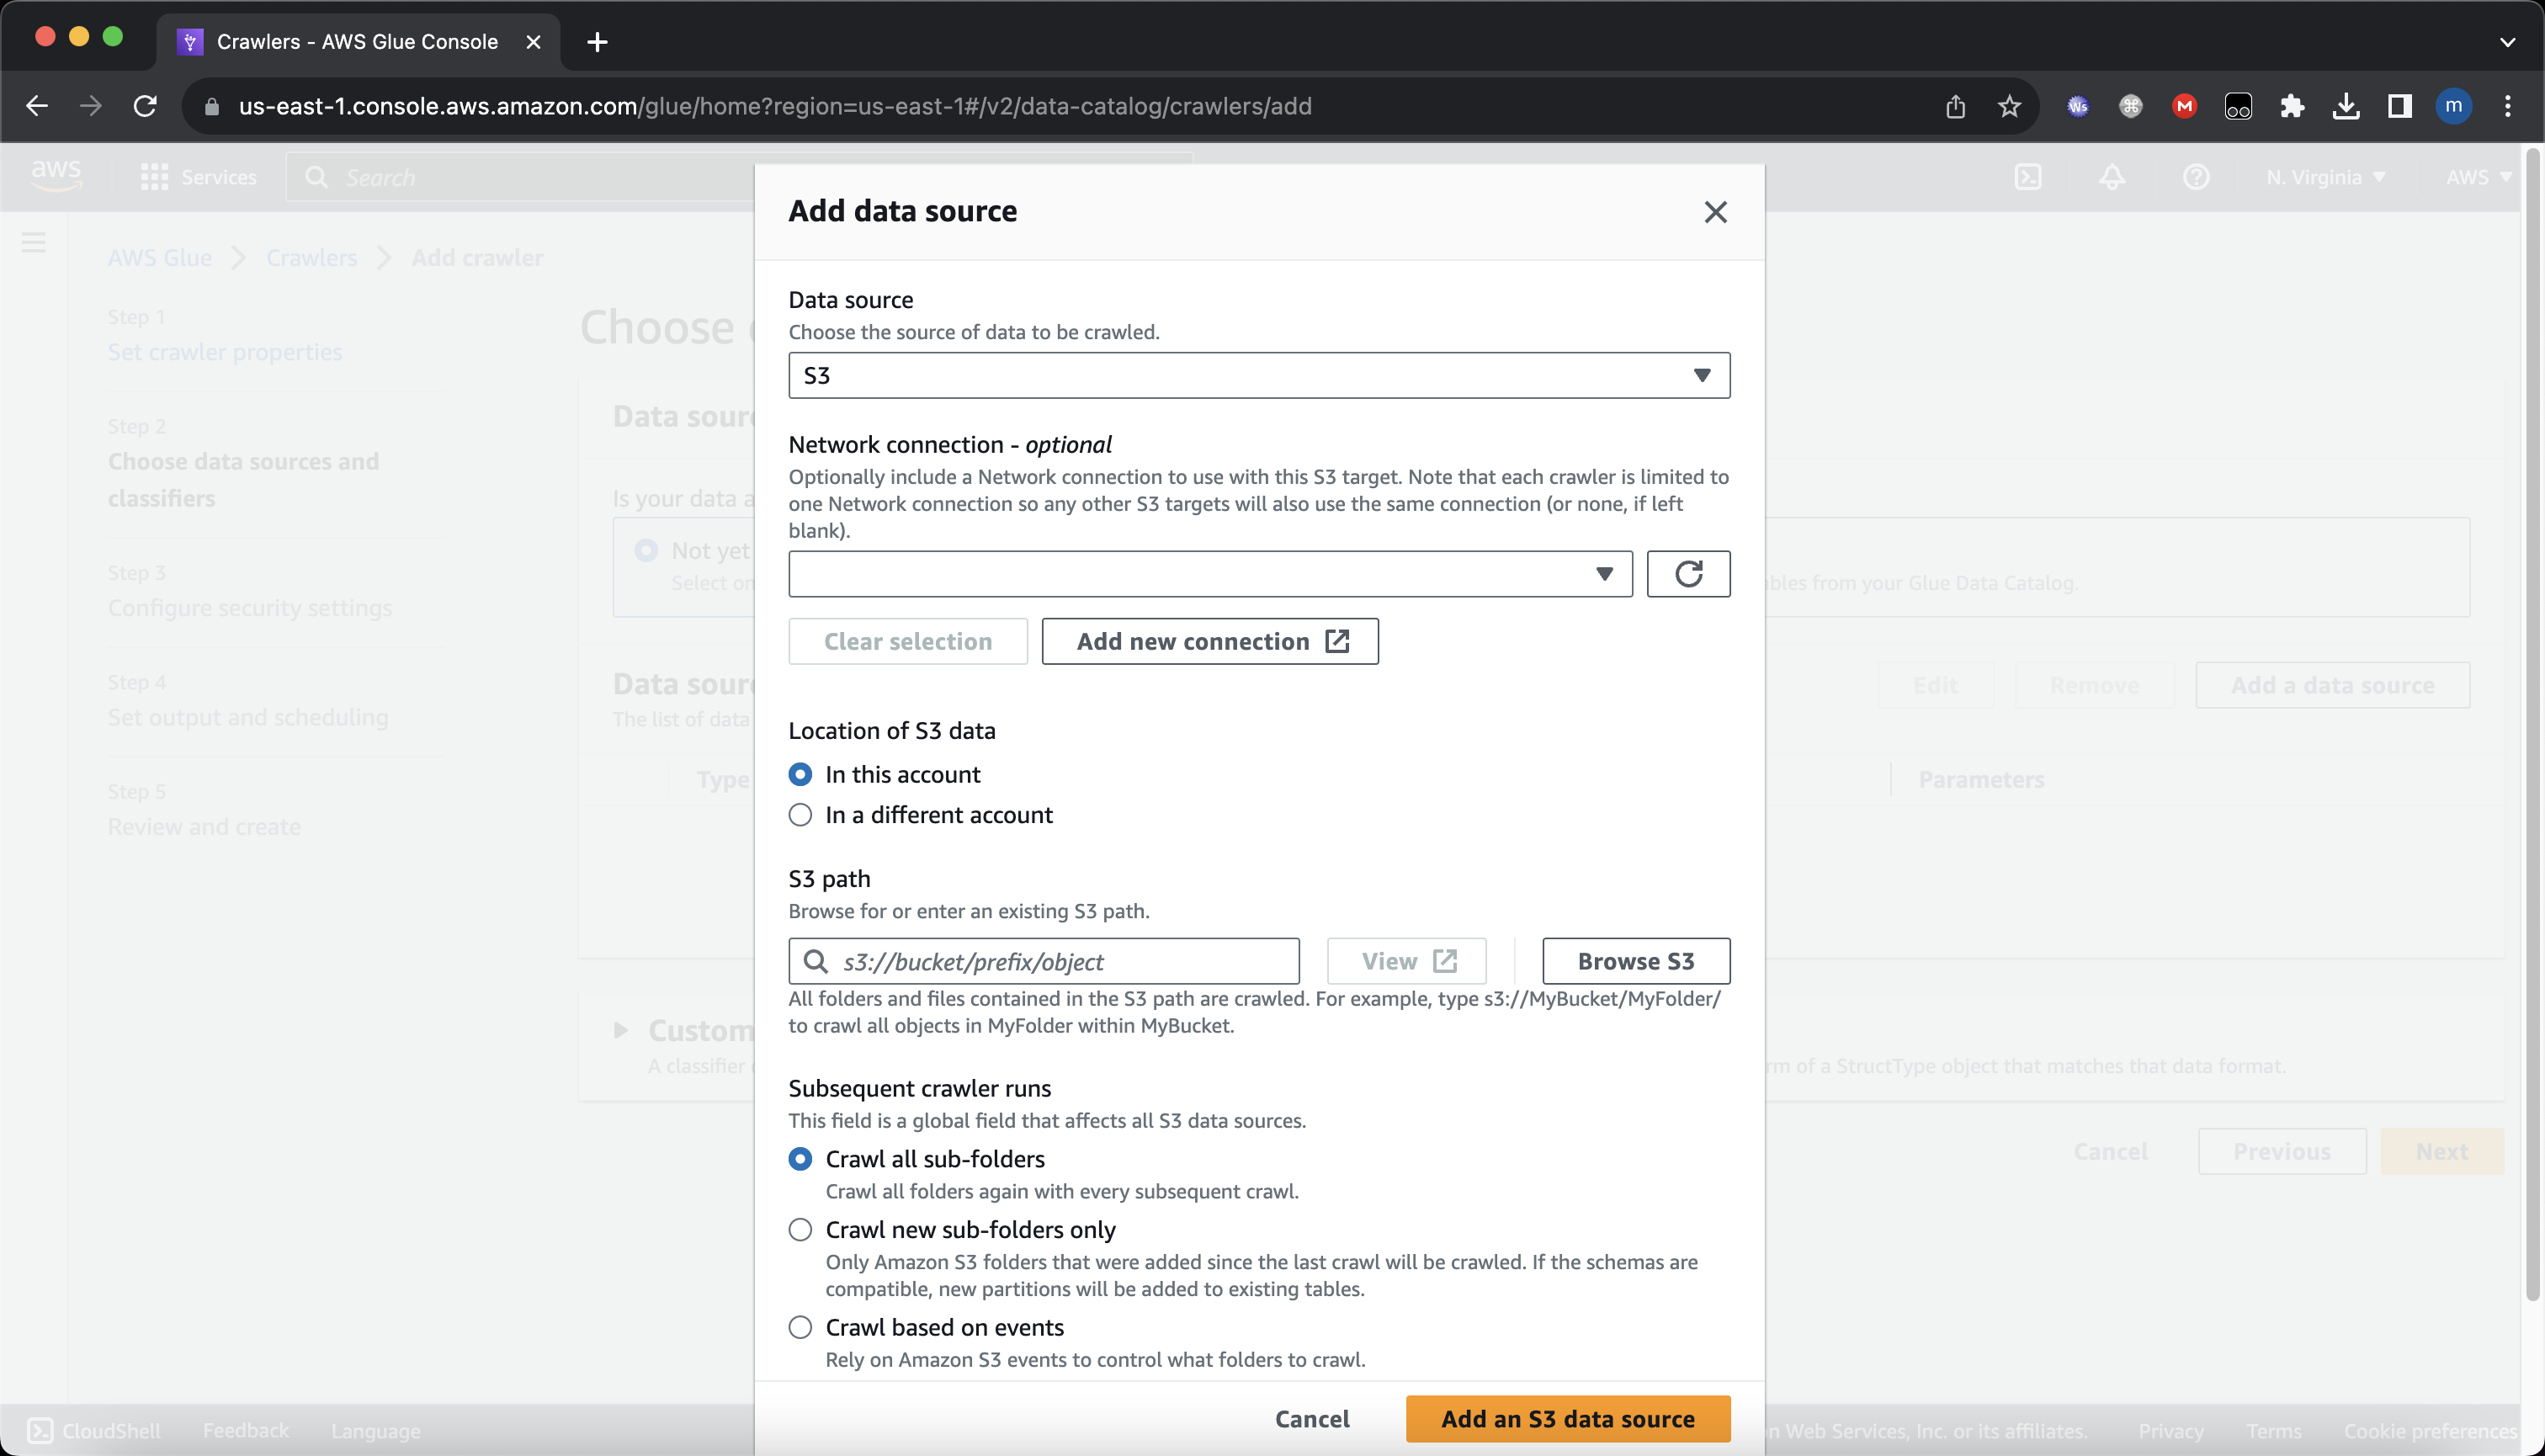 Crawlers - AWS Glue Console
us-east-1.console.aws.amazon.com/glue/home?region=us-east-1#/v2/data-catalog/crawlers/add
Ws
M
m
aws
Services
Search
N. Virginia
AWS
Add data source
AWS Glue
Crawlers
Add crawler
Step 1
Set crawler properties
Step 2
Choose data sources and
classifiers
Step 3
Configure security settings
Step 4
Set output and scheduling
Step 5
Review and create
Choose
Data
Is your data
Not yet
Select
Data
The list of data
Type
Custom
A classifier
Data source
Choose the source of data to be crawled.
S3
Network connection - optional
Optionally include a Network connection to use with this S3 target. Note that each crawler is limited to
one Network connection so any other S3 targets will also use the same connection (or none, if left
blank).
Clear selection
Add new connection
Location of S3 data
In this account
In a different account
S3 path
Browse for or enter an existing S3 path.
s3://bucket/prefix/object
View
Browse S3
All folders and files contained in the S3 path are crawled. For example, type s3://MyBucket/MyFolder/
to crawl all objects in MyFolder within MyBucket.
Subsequent crawler runs
This field is a global field that affects all S3 data sources.
Crawl all sub-folders
Crawl all folders again with every subsequent crawl.
Crawl new sub-folders only
Only Amazon S3 folders that were added since the last crawl will be crawled. If the schemas are
compatible, new partitions will be added to existing tables.
Crawl based on events
Rely on Amazon S3 events to control what folders to crawl.
Cancel
Add an S3 data source
from your Glue Data Catalog.
Edit
Remove
Add a data source
Parameters
of a StructType object that matches that data format.
Cancel
Previous
Next
CloudShell
Feedback
Language
Web Services, Inc. or its affiliates.
Privacy
Terms
Cookie preferences